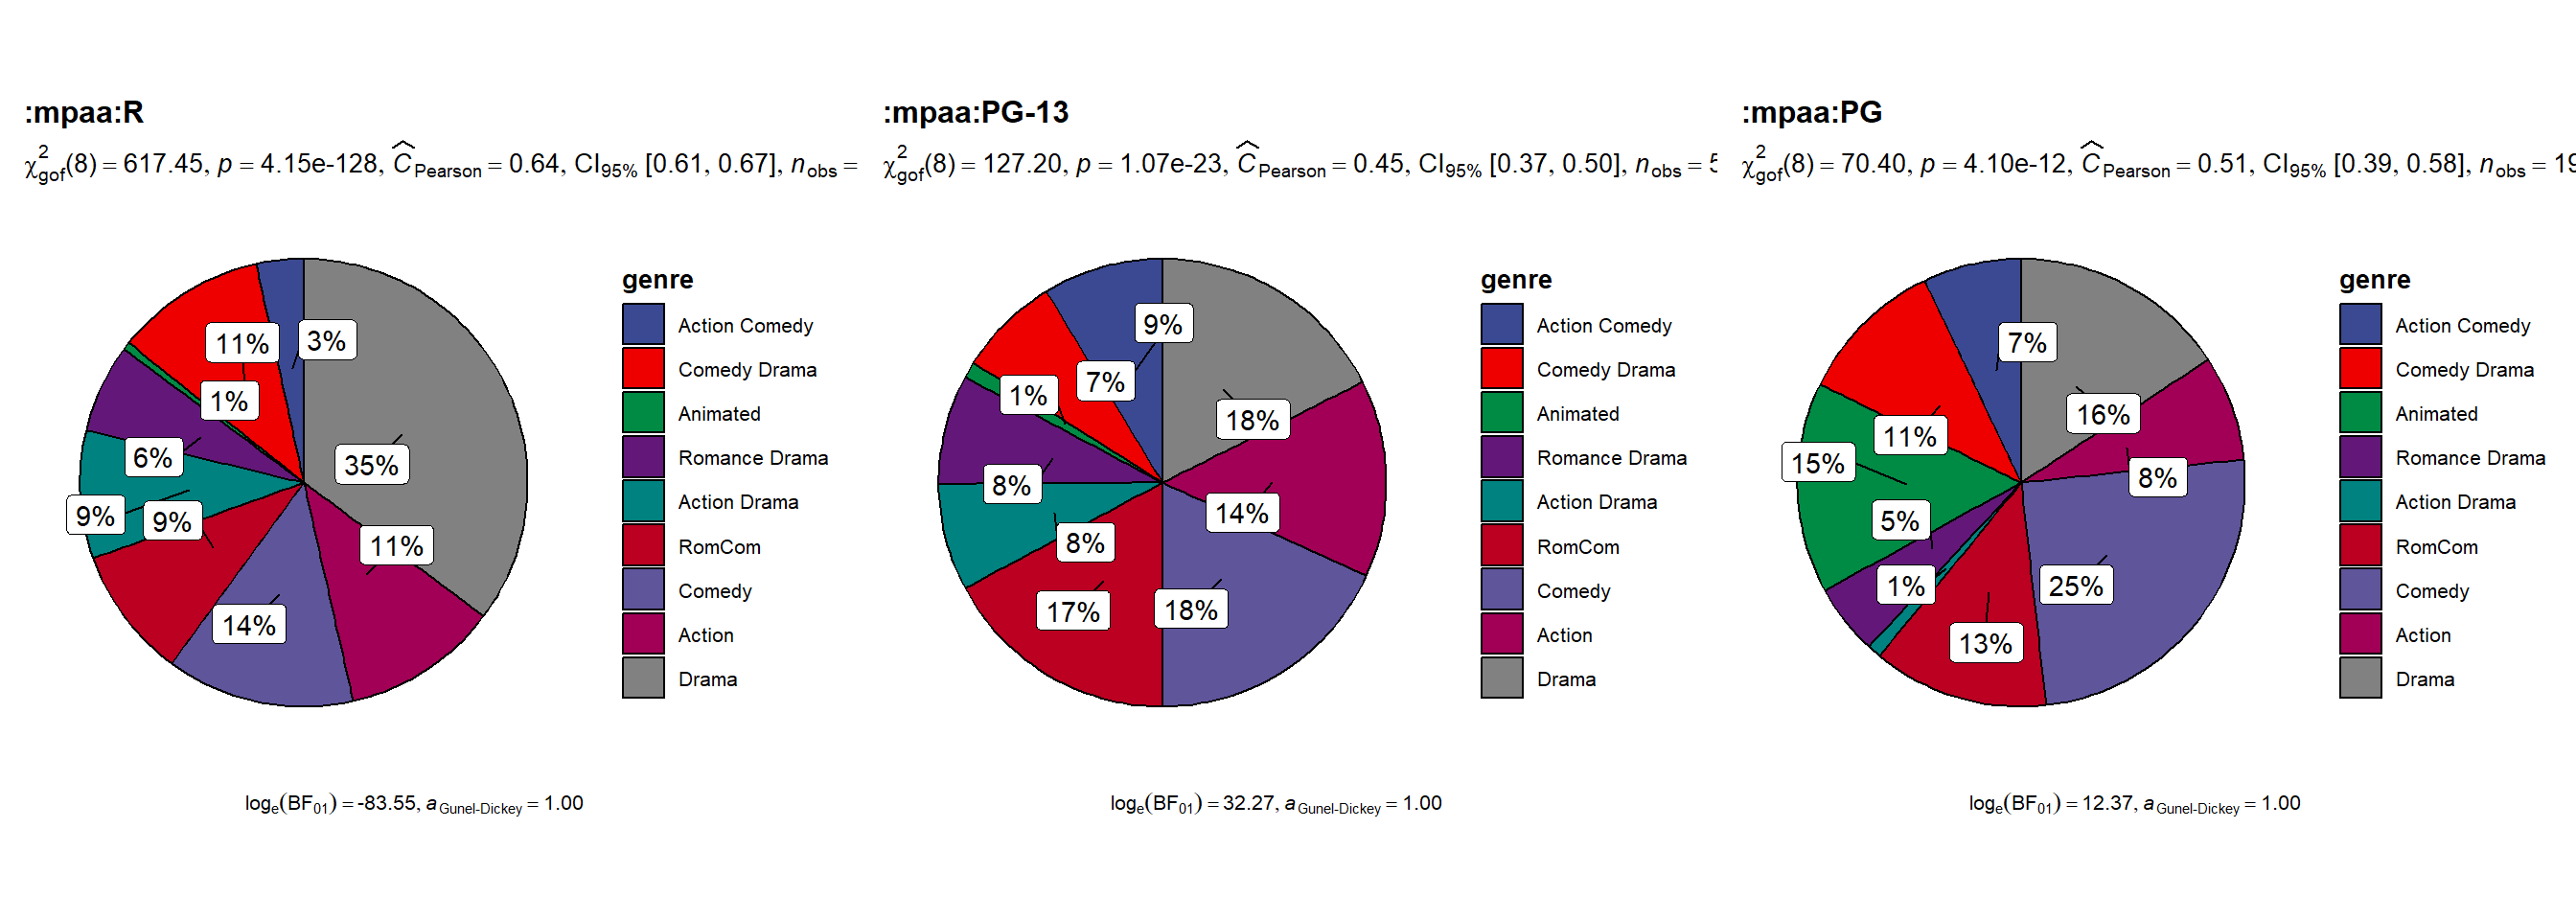 :mpaa:R
χ²gof(8) = 617.45, p = 4.15e-128, ĈPearson = 0.64, CI95% [0.61, 0.67], nobs =
genre
Action Comedy
Comedy Drama
Animated
Romance Drama
Action Drama
RomCom
Comedy
Action
Drama
3%
11%
1%
6%
35%
9%
9%
11%
14%
loge(BF01) = -83.55, aGunel-Dickey = 1.00
:mpaa:PG-13
χ²gof(8) = 127.20, p = 1.07e-23, ĈPearson = 0.45, CI95% [0.37, 0.50], nobs =
genre
Action Comedy
Comedy Drama
Animated
Romance Drama
Action Drama
RomCom
Comedy
Action
Drama
9%
7%
1%
18%
8%
14%
8%
17%
18%
loge(BF01) = 32.27, aGunel-Dickey = 1.00
:mpaa:PG
χ²gof(8) = 70.40, p = 4.10e-12, ĈPearson = 0.51, CI95% [0.39, 0.58], nobs = 19
genre
Action Comedy
Comedy Drama
Animated
Romance Drama
Action Drama
RomCom
Comedy
Action
Drama
7%
16%
11%
15%
8%
5%
1%
25%
13%
loge(BF01) = 12.37, aGunel-Dickey = 1.00